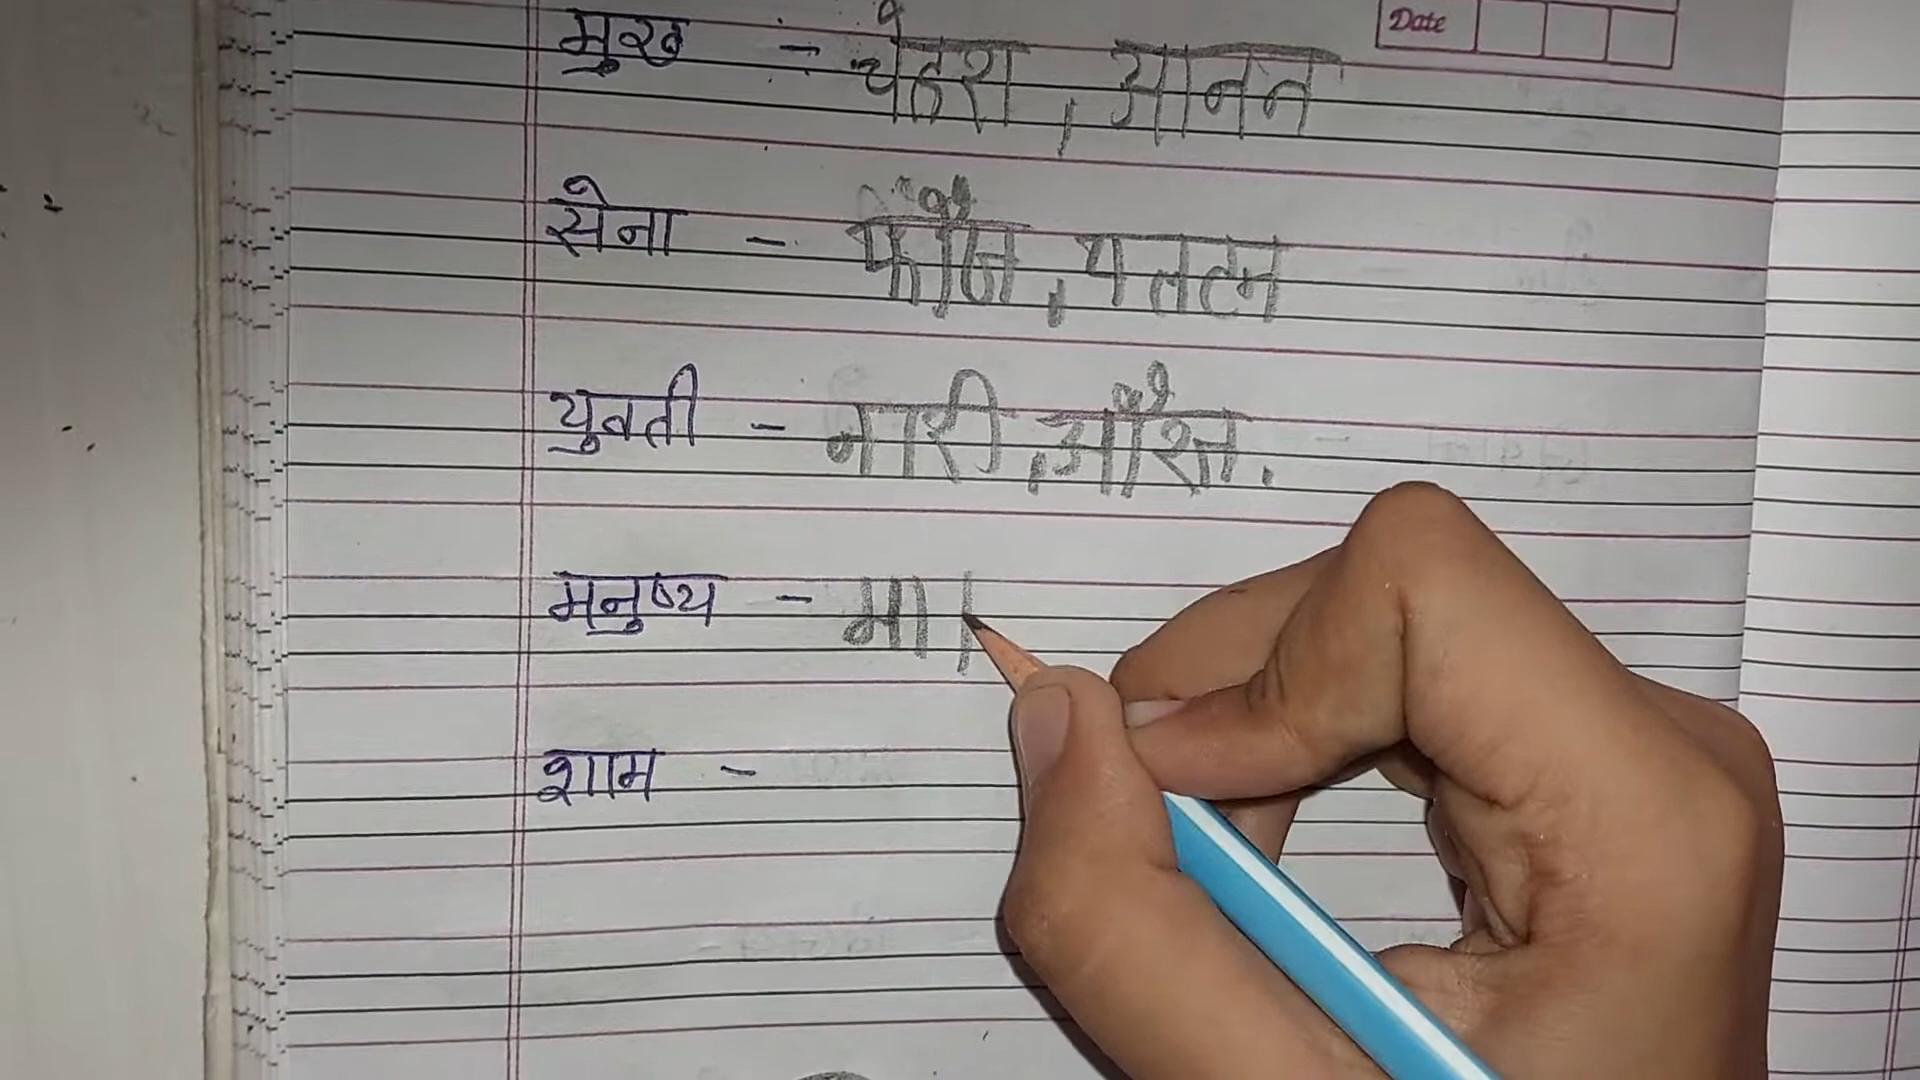 Date
मुख - चेहरा, आनन
सेना - फौज, पलटन
युवती - नारी, औरत.
मनुष्य - मा।
शाम -